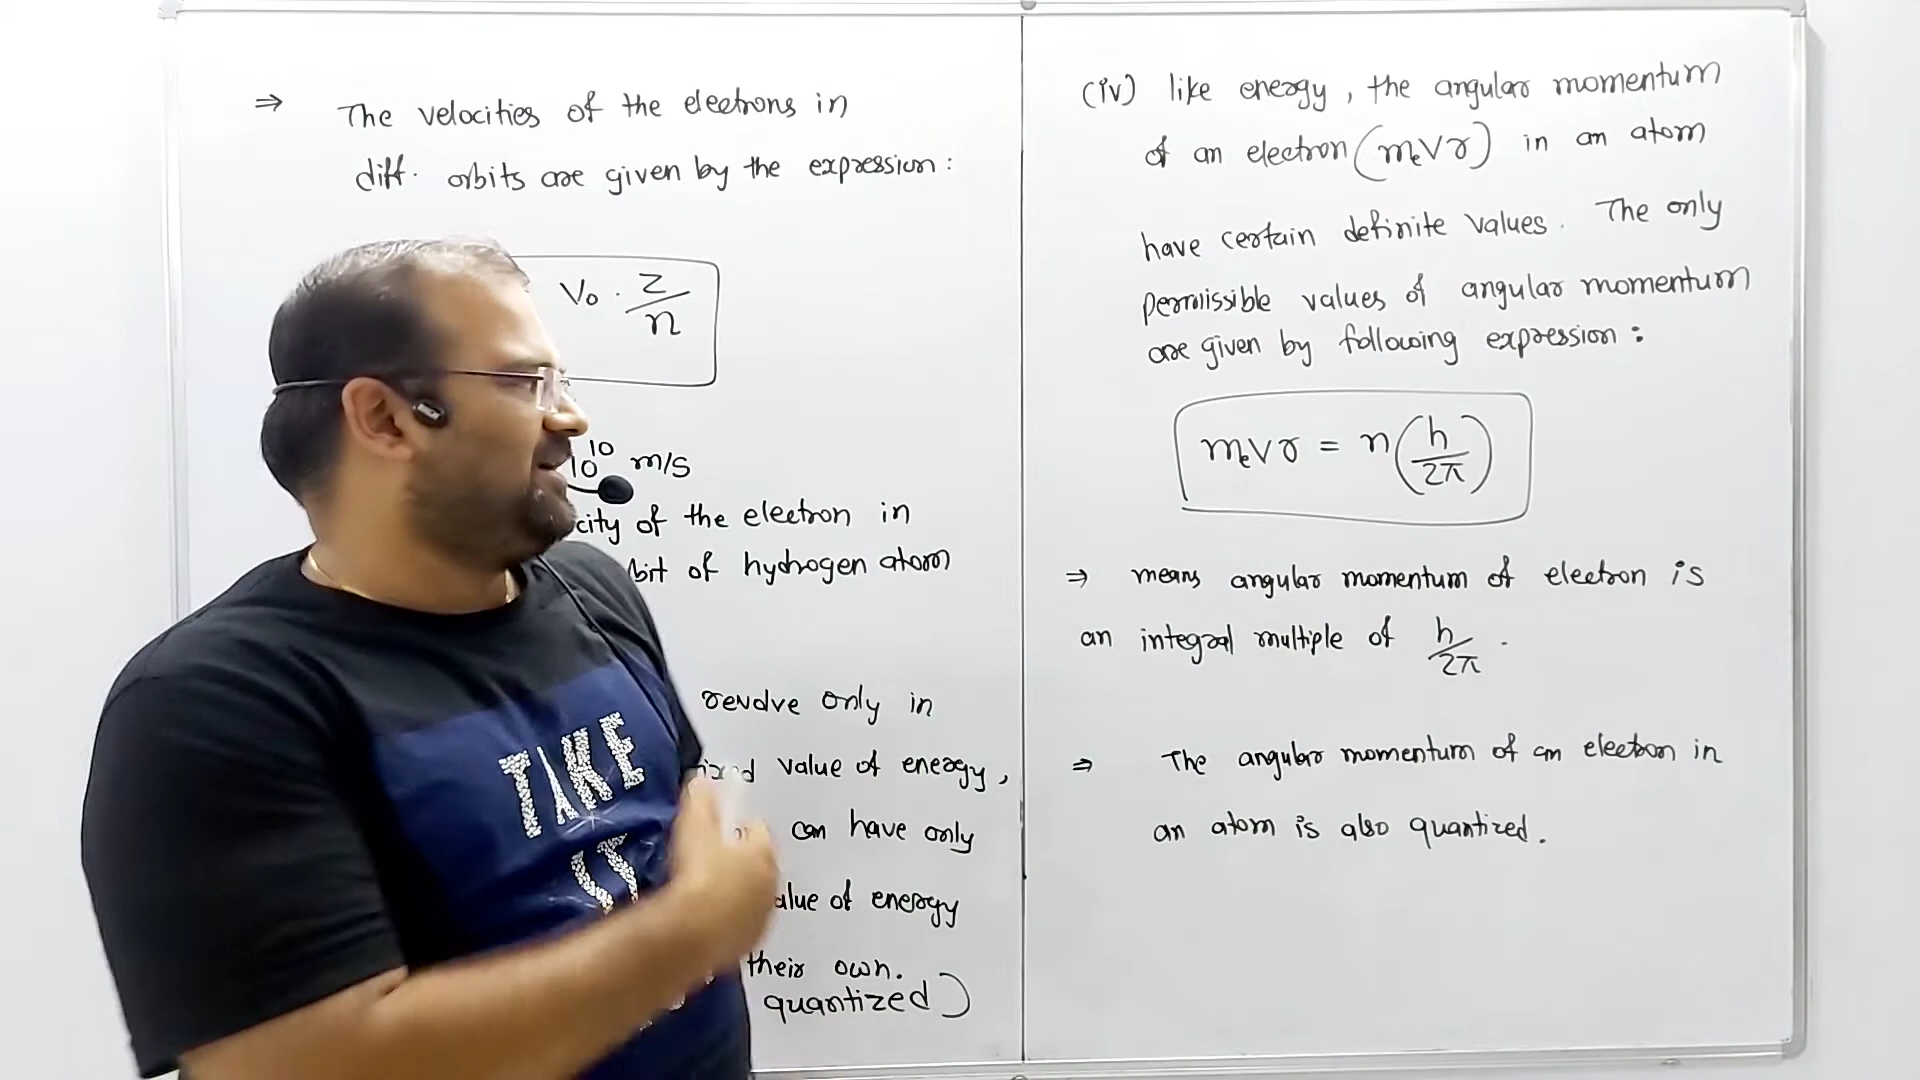 ⇒ The velocities of the electrons in
diff. orbits are given by the expression:
V₀ · Z/n
10¹⁰ m/s
city of the electron in
bit of hydrogen atom
revolve only in
value of energy,
can have only
alue of energy
their own.
quantized)
(iv) like energy, the angular momentum
of an electron (mₑvr) in an atom
have certain definite values. The only
permissible values of angular momentum
are given by following expression:
mₑvr = n(h/2π)
⇒ means angular momentum of electron is
an integral multiple of h/2π.
⇒ The angular momentum of an electron in
an atom is also quantized.
TAKE
IT